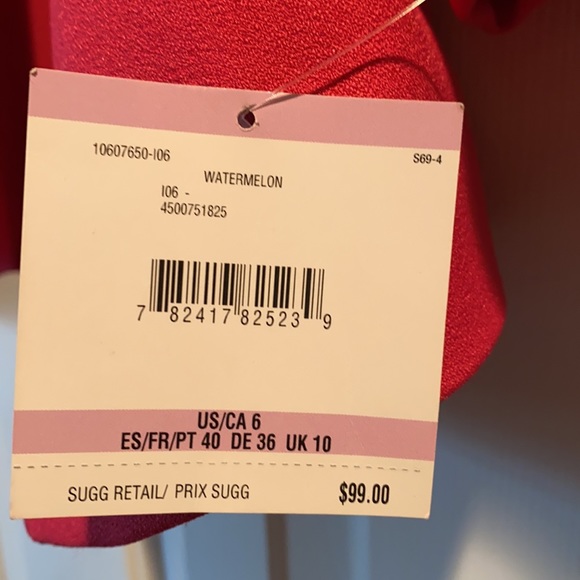 10607650-I06
S69-4
WATERMELON
I06 -
4500751825
7 82417 82523 9
US/CA 6
ES/FR/PT 40 DE 36 UK 10
SUGG RETAIL/ PRIX SUGG $99.00